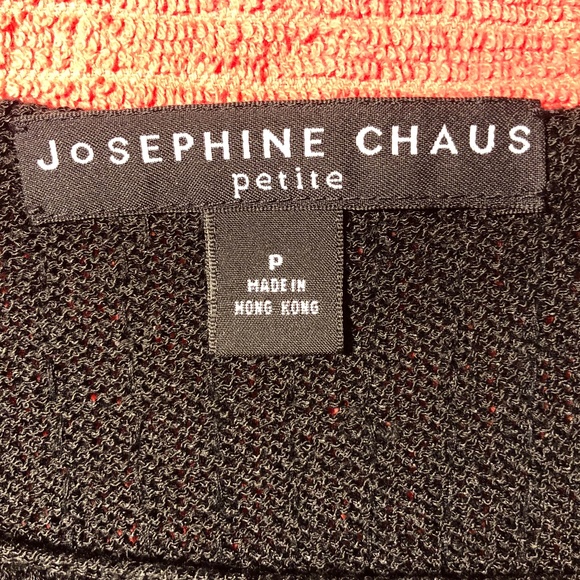 JoSEPHINE CHAUS
petite
P
MADE IN
HONG KONG